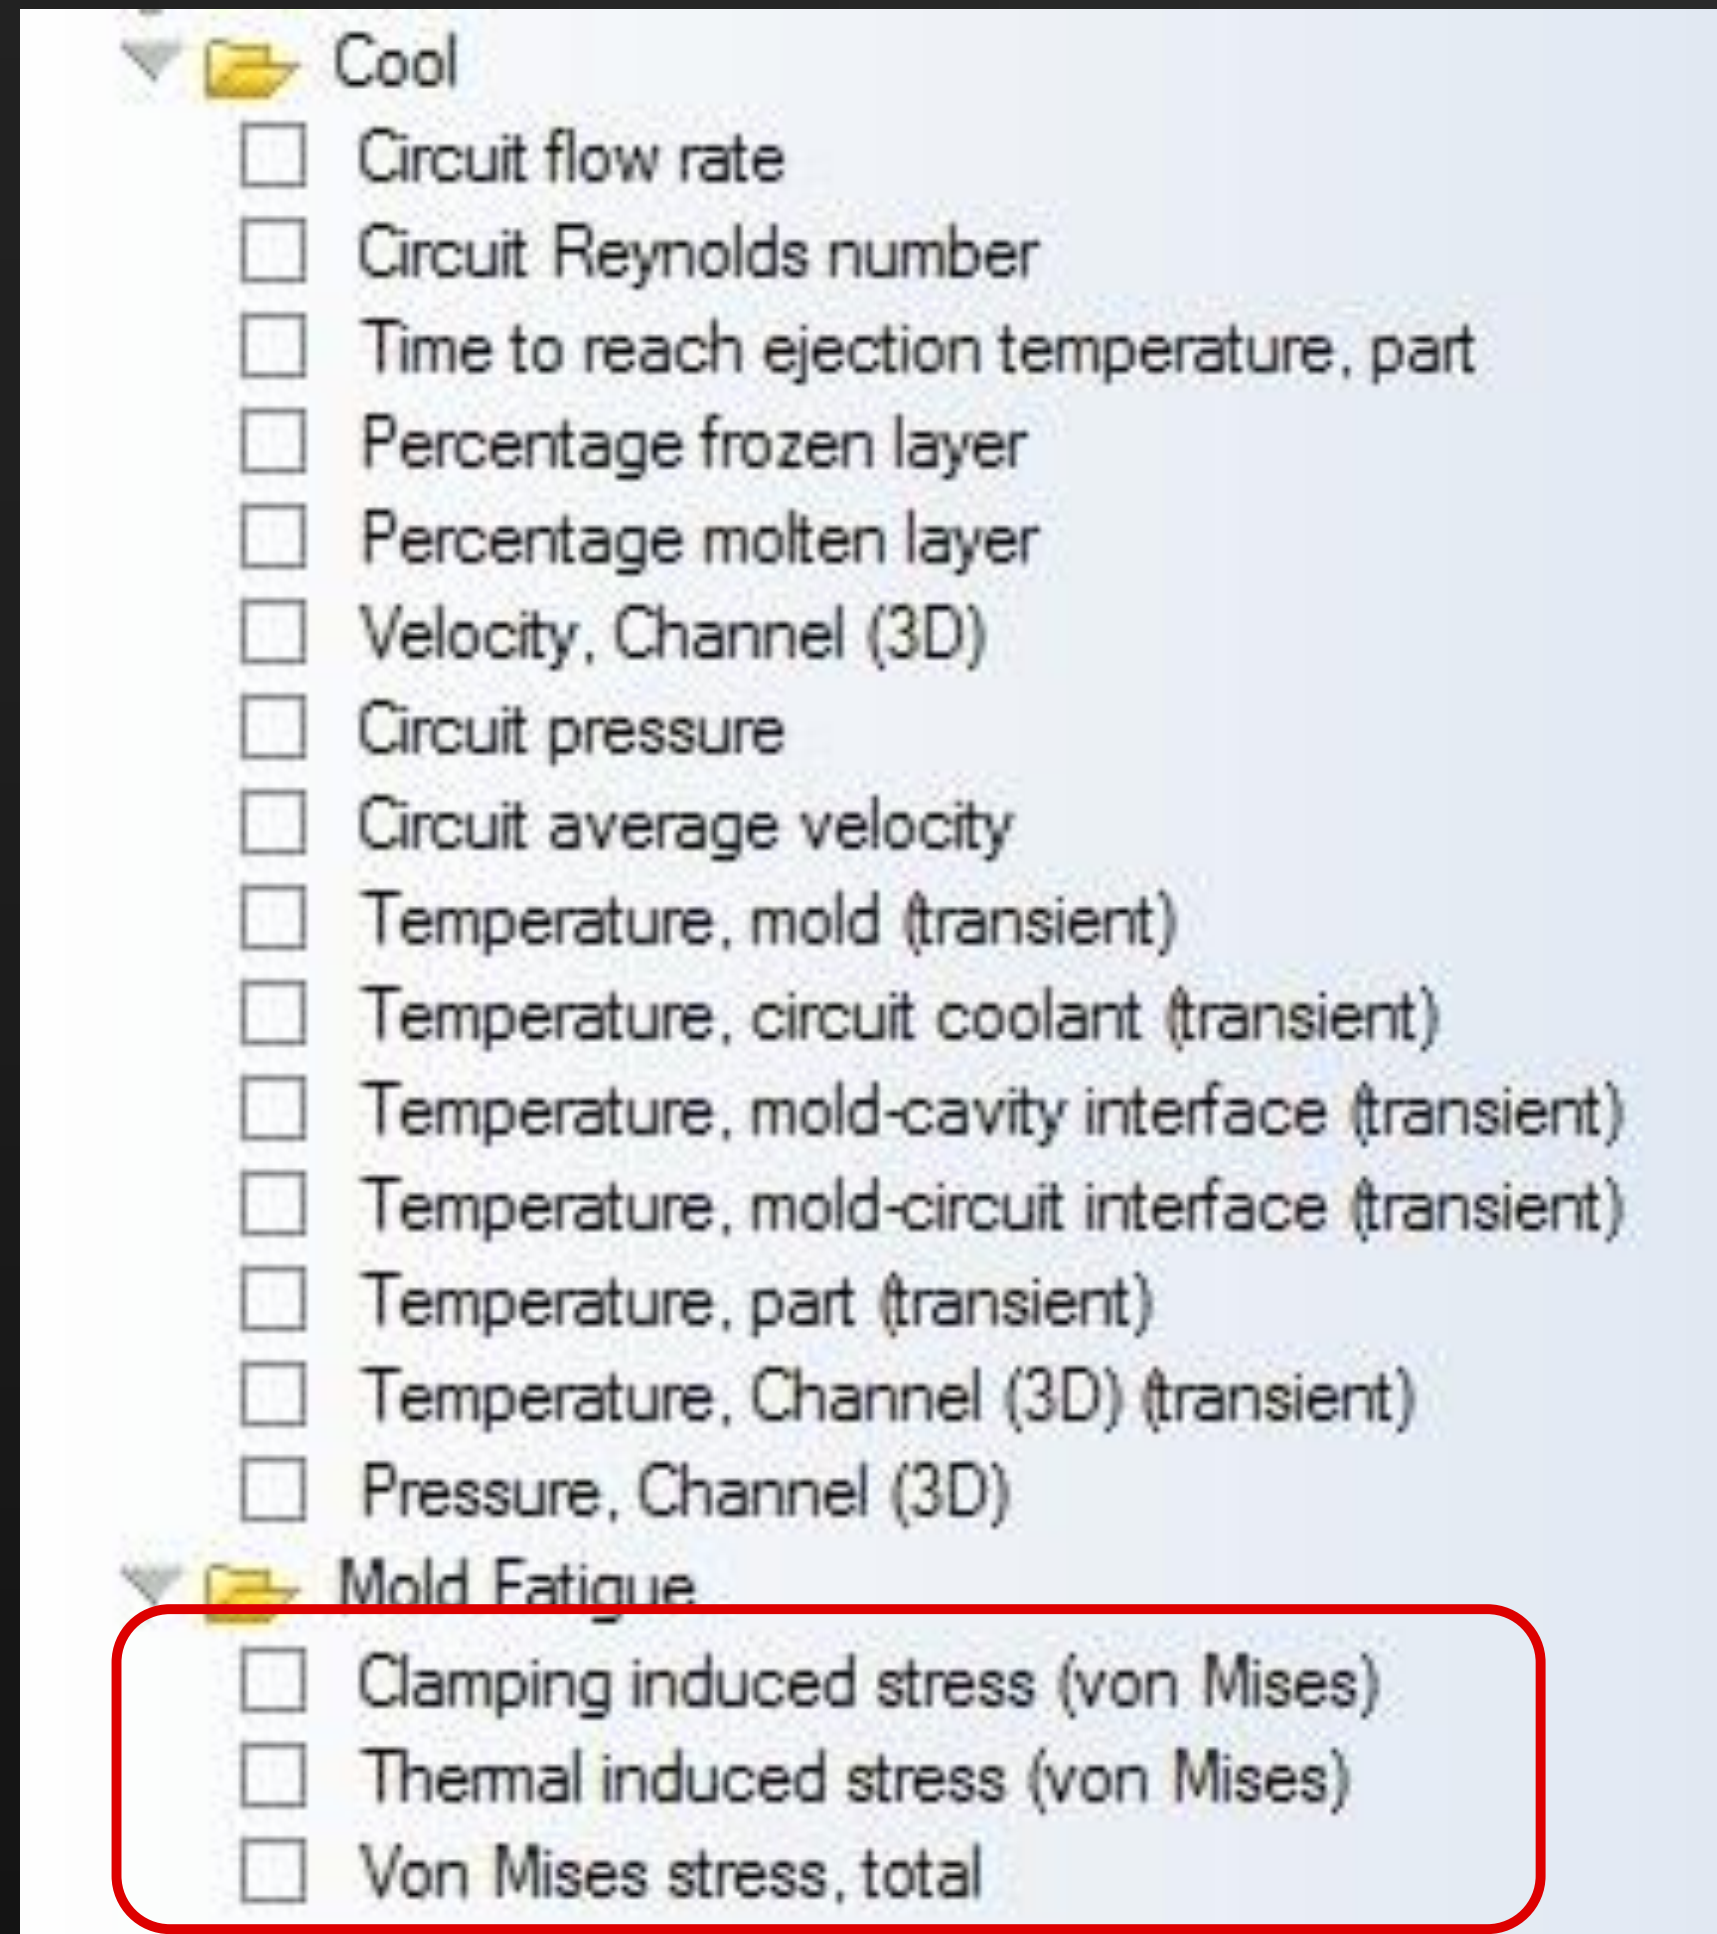 Cool
Circuit flow rate
Circuit Reynolds number
Time to reach ejection temperature, part
Percentage frozen layer
Percentage molten layer
Velocity, Channel (3D)
Circuit pressure
Circuit average velocity
Temperature, mold (transient)
Temperature, circuit coolant (transient)
Temperature, mold-cavity interface (transient)
Temperature, mold-circuit interface (transient)
Temperature, part (transient)
Temperature, Channel (3D) (transient)
Pressure, Channel (3D)
Mold Fatigue
Clamping induced stress (von Mises)
Thermal induced stress (von Mises)
Von Mises stress, total